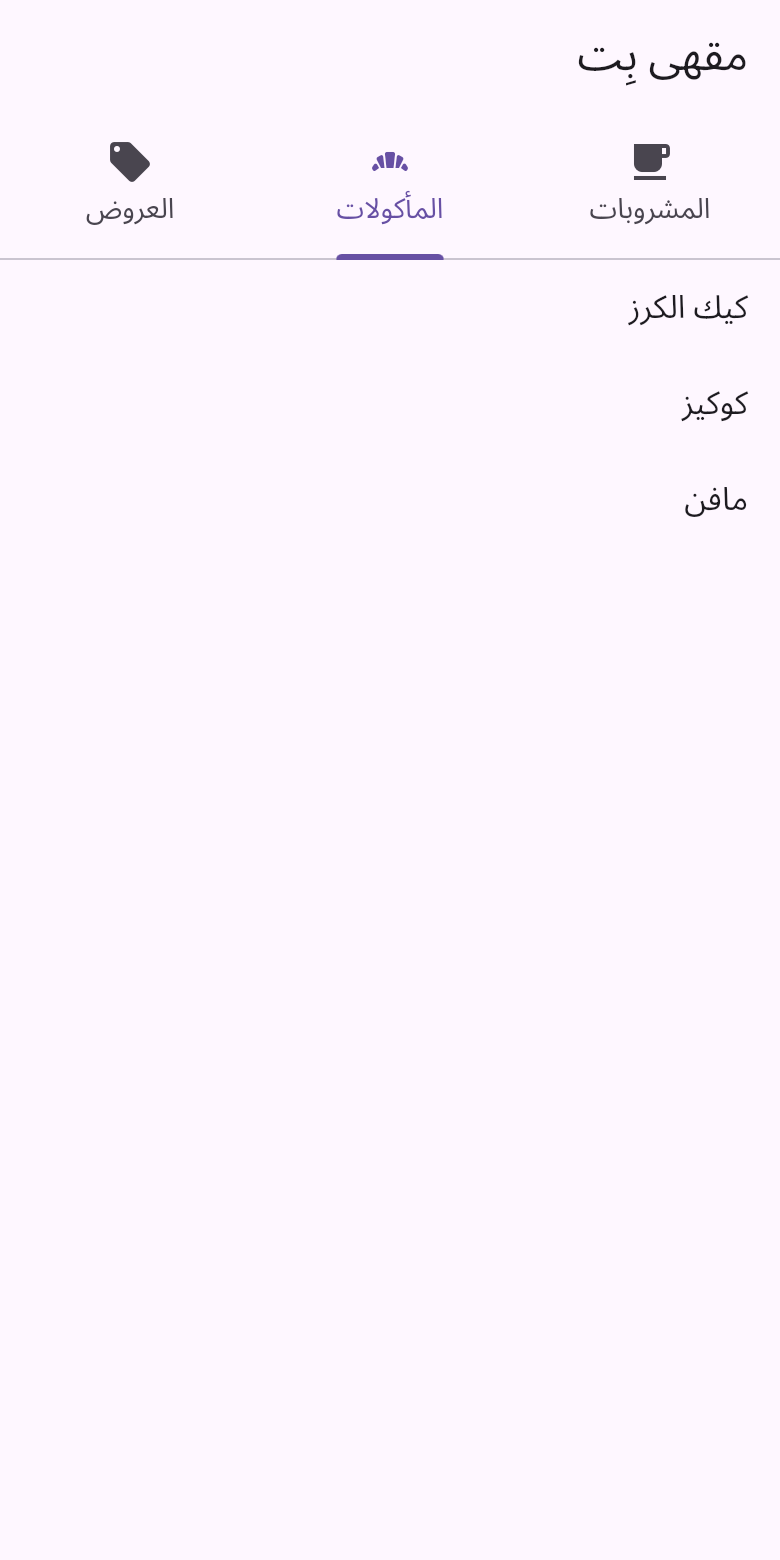 مقهى بِت
المشروبات
المأكولات
العروض
كيك الكرز
كوكيز
مافن